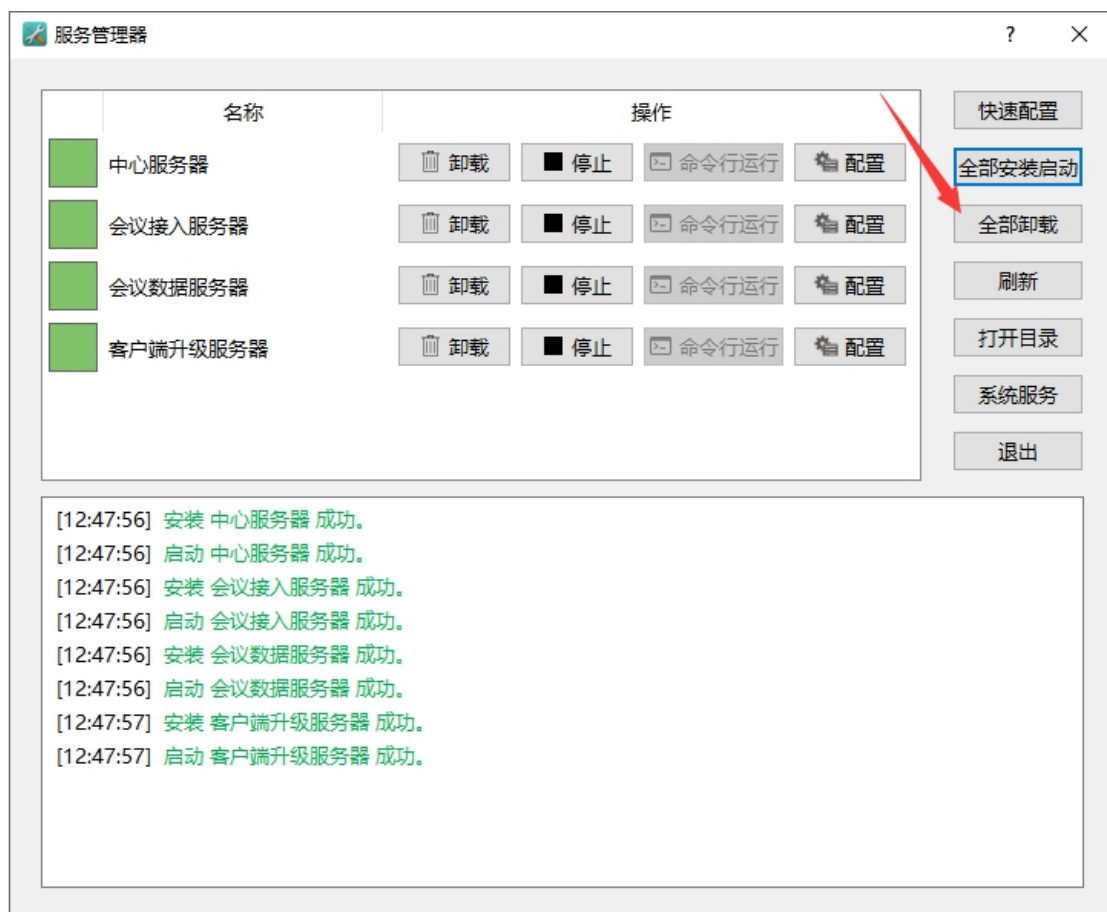 服务管理器
?
名称 操作
中心服务器 卸载 停止 命令行运行 配置
会议接入服务器 卸载 停止 命令行运行 配置
会议数据服务器 卸载 停止 命令行运行 配置
客户端升级服务器 卸载 停止 命令行运行 配置
快速配置
全部安装启动
全部卸载
刷新
打开目录
系统服务
退出
[12:47:56] 安装 中心服务器 成功。
[12:47:56] 启动 中心服务器 成功。
[12:47:56] 安装 会议接入服务器 成功。
[12:47:56] 启动 会议接入服务器 成功。
[12:47:56] 安装 会议数据服务器 成功。
[12:47:56] 启动 会议数据服务器 成功。
[12:47:57] 安装 客户端升级服务器 成功。
[12:47:57] 启动 客户端升级服务器 成功。